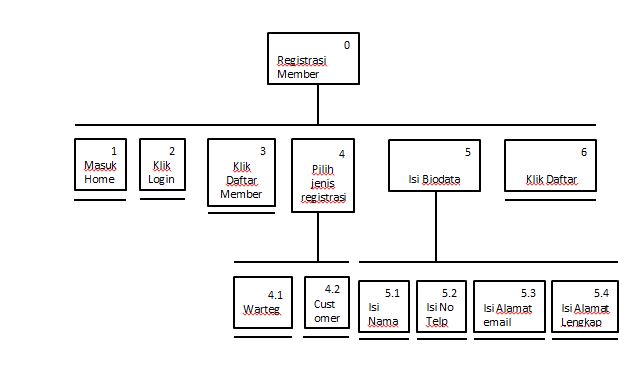 0
Registrasi
Member
1
Masuk
Home
2
Klik
Login
3
Klik
Daftar
Member
4
Pilih
jenis
registrasi
5
Isi Biodata
6
Klik Daftar
4.1
Warteg
4.2
Cust
omer
5.1
Isi
Nama
5.2
Isi No
Telp
5.3
Isi Alamat
email
5.4
Isi Alamat
Lengkap